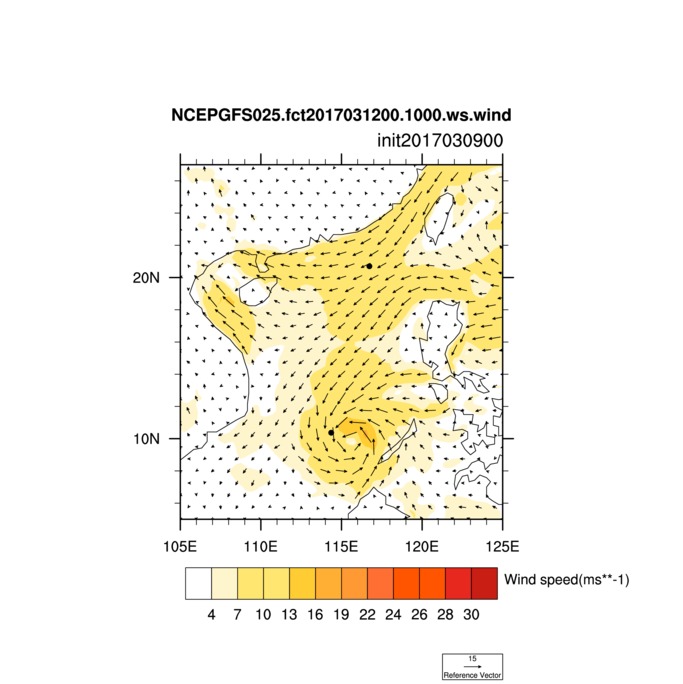 NCEPGFS025.fct2017031200.1000.ws.wind
init2017030900
20N
10N
105E 110E 115E 120E 125E
Wind speed(ms**-1)
4 7 10 13 16 19 22 24 26 28 30
15
Reference Vector